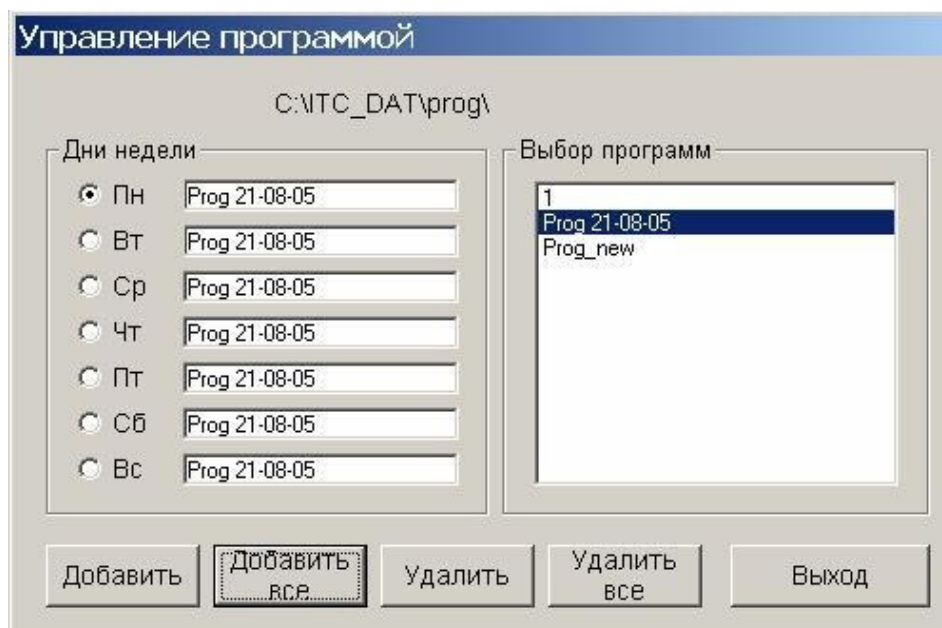 Управление программой
C:\ITC_DAT\prog\
Дни недели
Пн Prog 21-08-05
Вт Prog 21-08-05
Ср Prog 21-08-05
Чт Prog 21-08-05
Пт Prog 21-08-05
Сб Prog 21-08-05
Вс Prog 21-08-05
Выбор программ
1
Prog 21-08-05
Prog_new
Добавить
Добавить
все
Удалить
Удалить
все
Выход